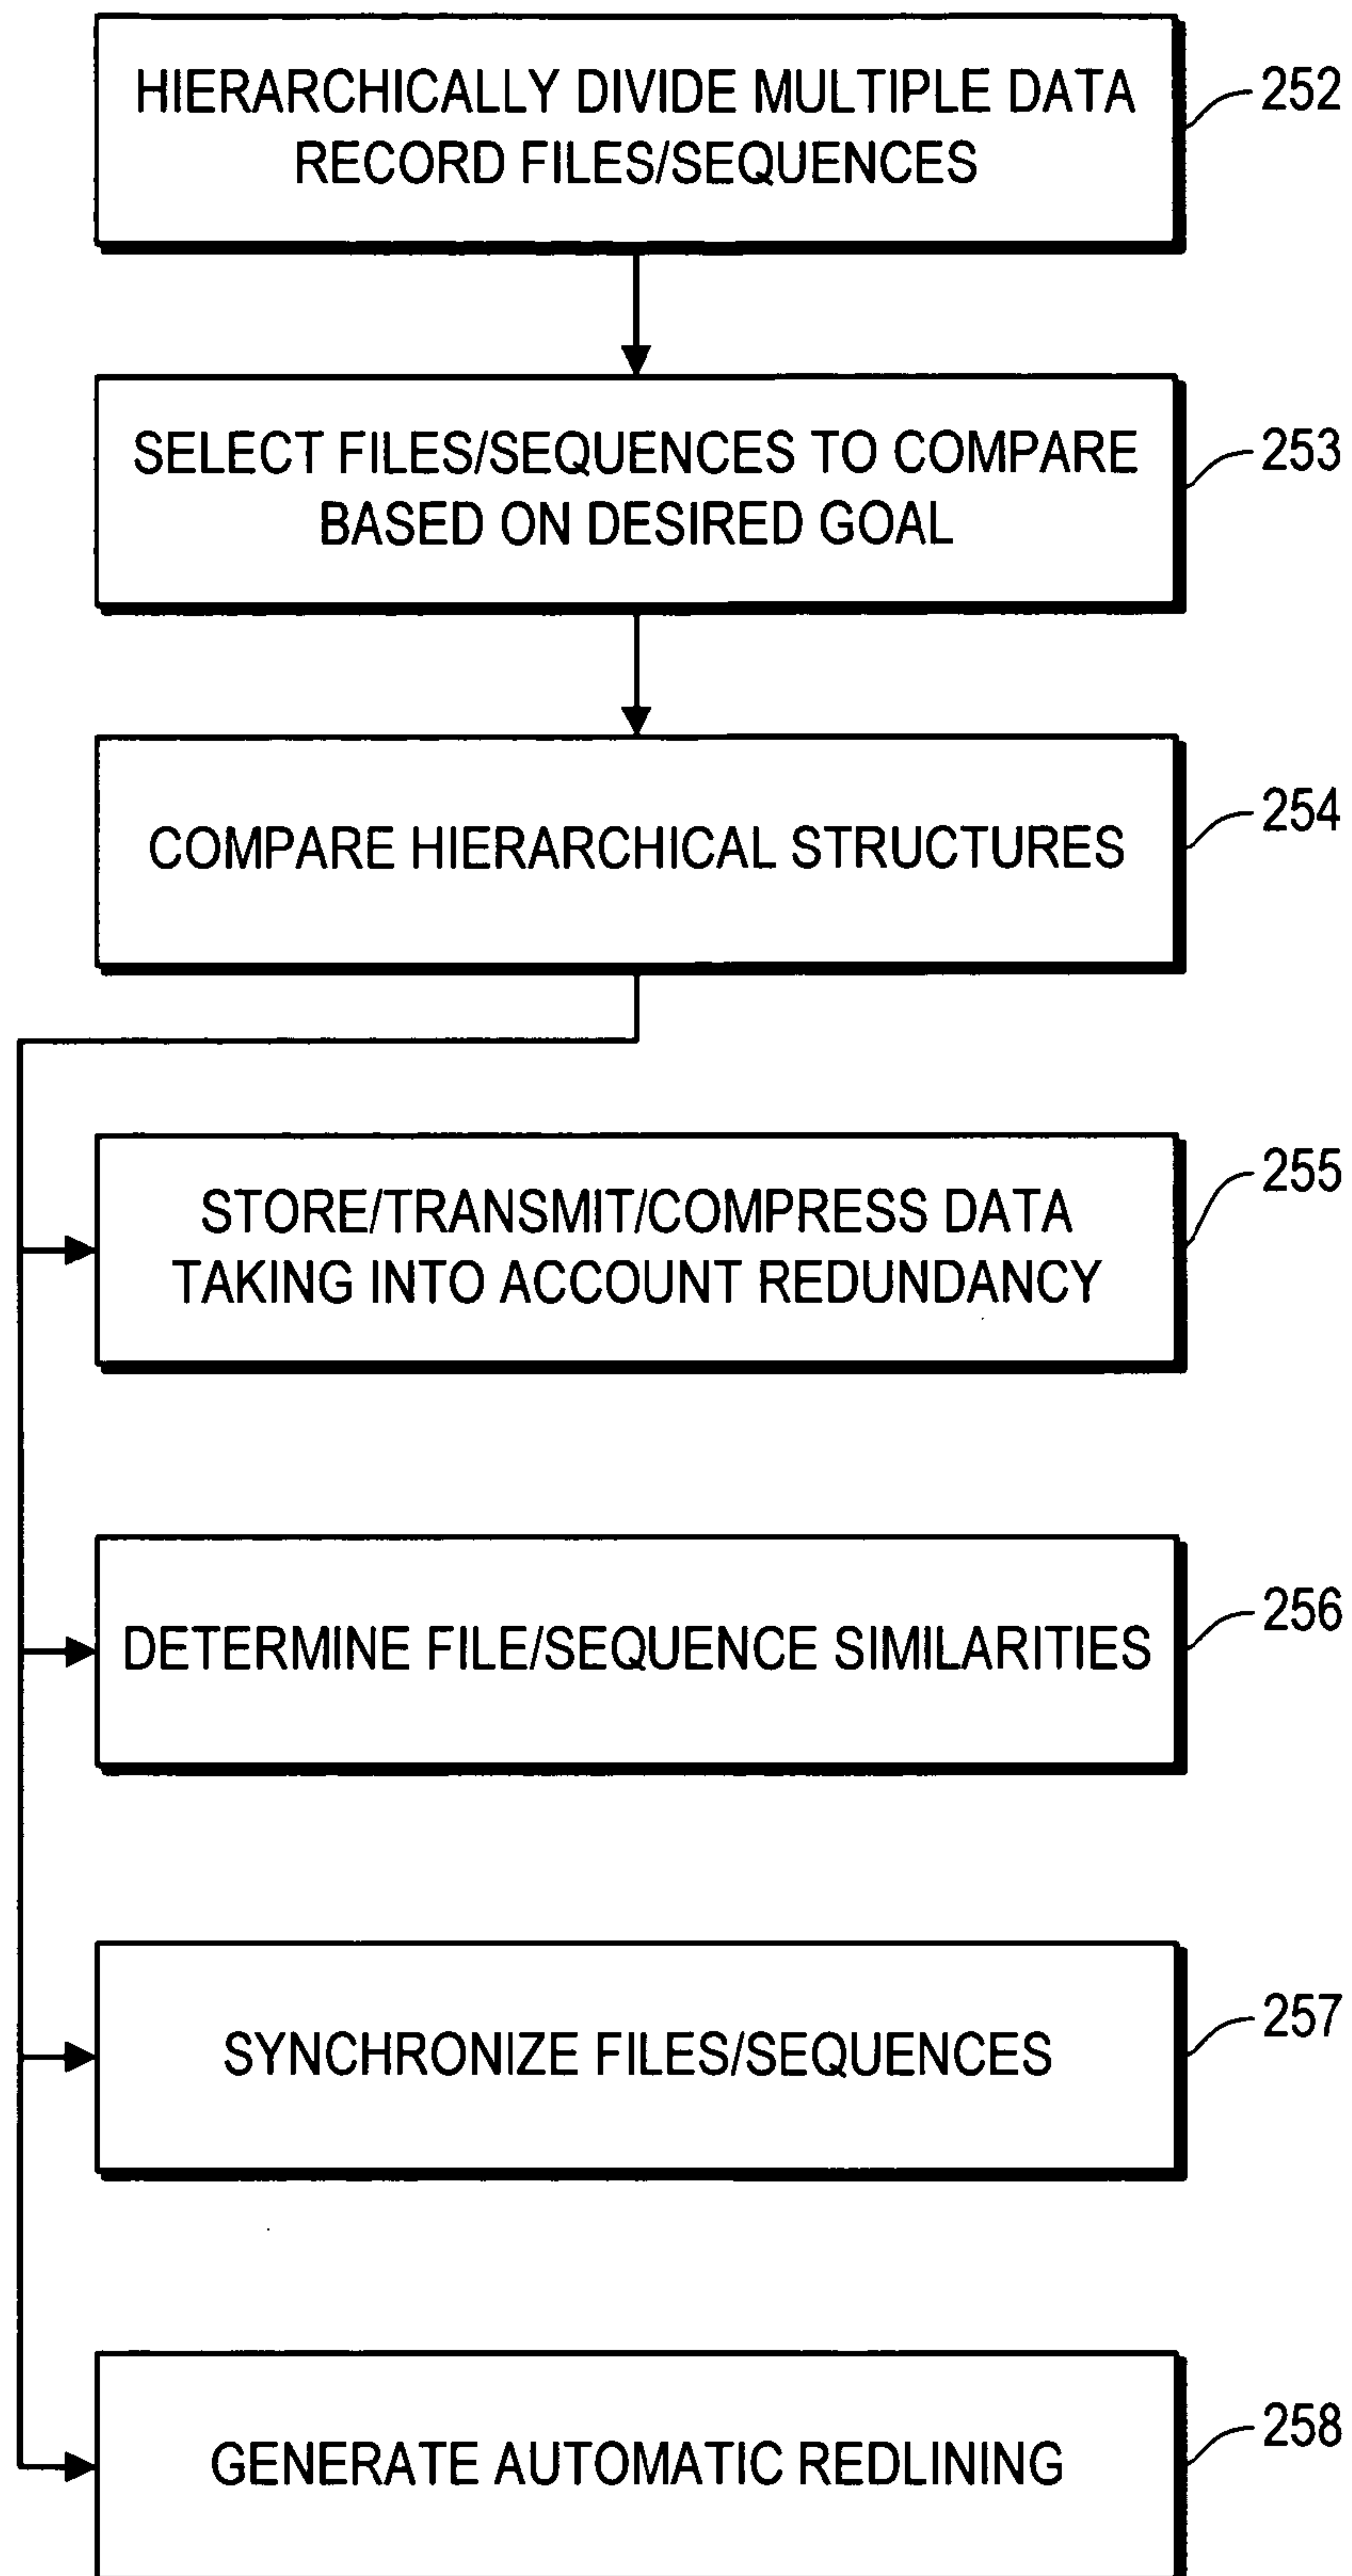 HIERARCHICALLY DIVIDE MULTIPLE DATA
RECORD FILES/SEQUENCES
252
SELECT FILES/SEQUENCES TO COMPARE
BASED ON DESIRED GOAL
253
COMPARE HIERARCHICAL STRUCTURES
254
STORE/TRANSMIT/COMPRESS DATA
TAKING INTO ACCOUNT REDUNDANCY
255
DETERMINE FILE/SEQUENCE SIMILARITIES
256
SYNCHRONIZE FILES/SEQUENCES
257
GENERATE AUTOMATIC REDLINING
258